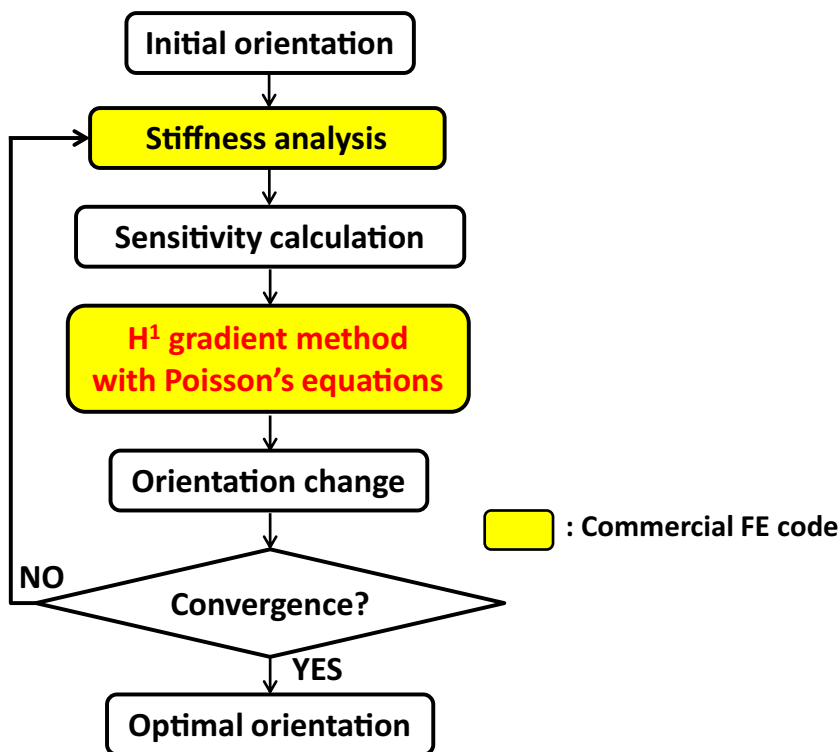 Initial orientation
Stiffness analysis
Sensitivity calculation
H¹ gradient method
with Poisson’s equations
Orientation change
: Commercial FE code
NO
Convergence?
YES
Optimal orientation